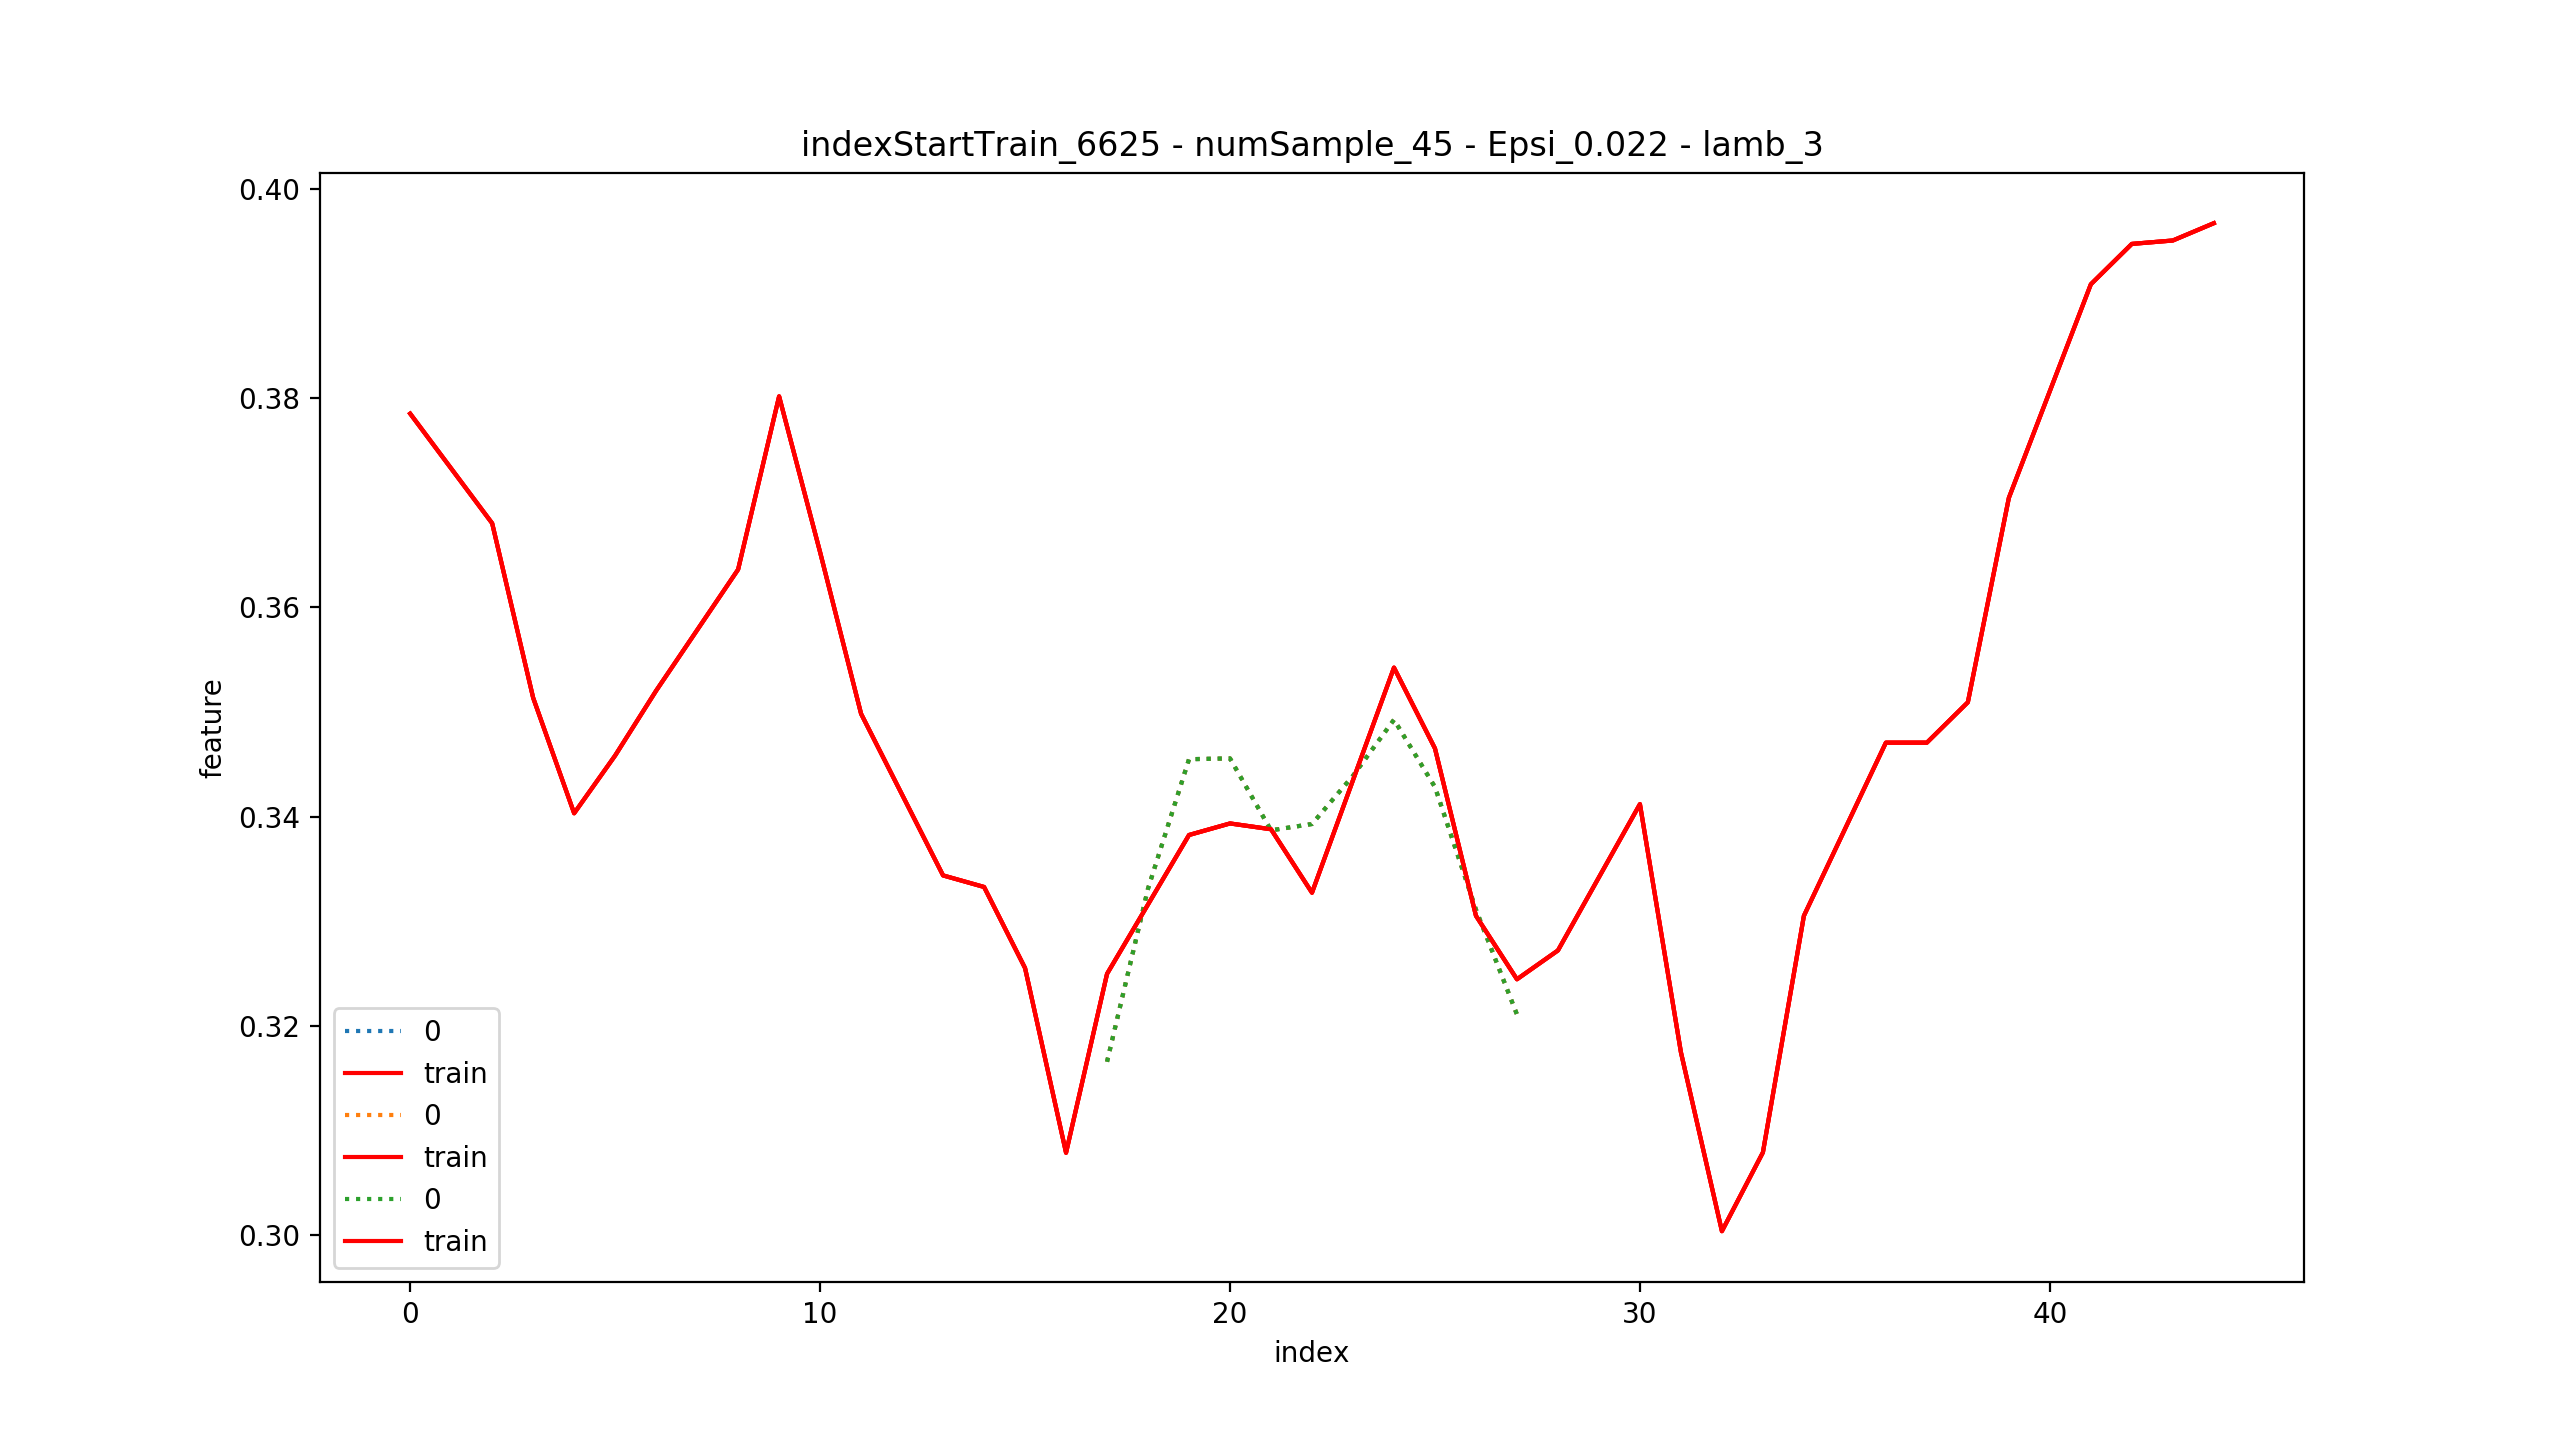 indexStartTrain_6625 - numSample_45 - Epsi_0.022 - lamb_3
0.40
0.38
0.36
0.34
0.32
0.30
feature
0
train
0
train
0
train
0 10 20 30 40
index